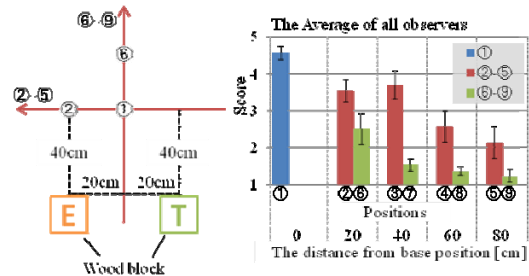 ⑥-⑨
⑥
②-⑤
②
①
40cm
40cm
20cm
20cm
E
T
Wood block
The Average of all observers
Score
5
4
3
2
1
①
②-⑤
⑥-⑨
① ②⑥ ③⑦ ④⑧ ⑤⑨
Positions
0 20 40 60 80
The distance from base position [cm]